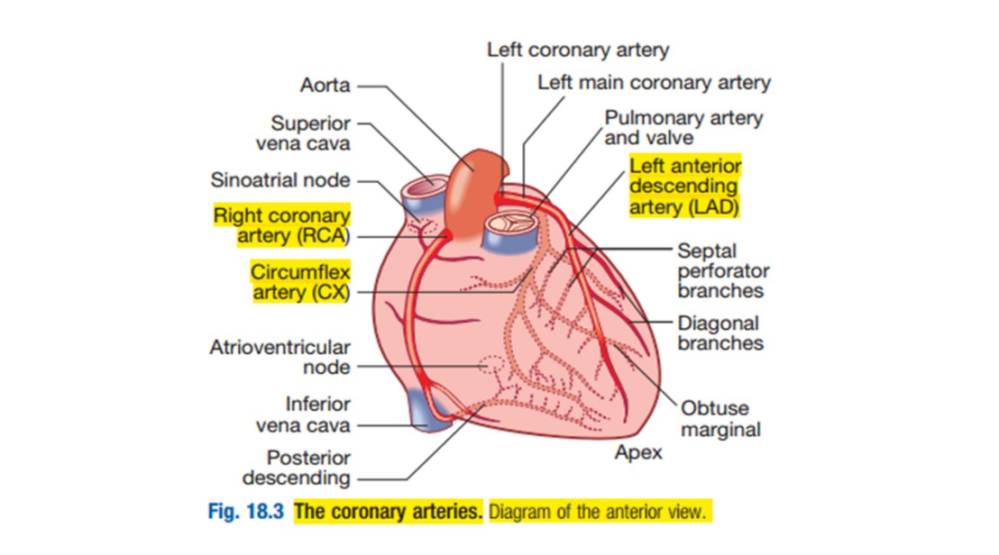 Left coronary artery
Left main coronary artery
Pulmonary artery
and valve
Left anterior
descending
artery (LAD)
Septal
perforator
branches
Diagonal
branches
Obtuse
marginal
Apex
Aorta
Superior
vena cava
Sinoatrial node
Right coronary
artery (RCA)
Circumflex
artery (CX)
Atrioventricular
node
Inferior
vena cava
Posterior
descending
Fig. 18.3 The coronary arteries. Diagram of the anterior view.